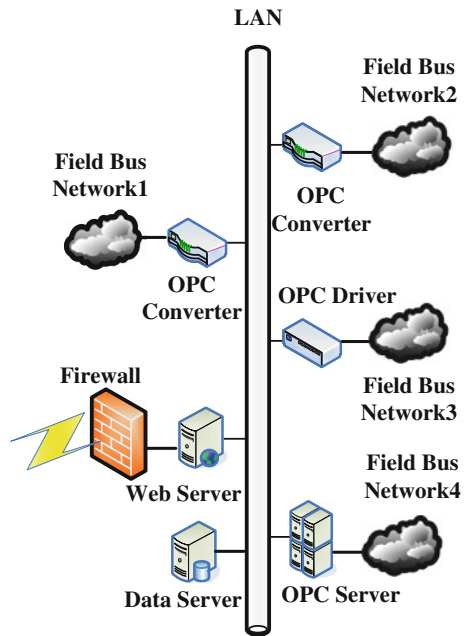 LAN
Field Bus
Network2
OPC
Converter
Field Bus
Network1
OPC
Converter
OPC Driver
Field Bus
Network3
Firewall
Web Server
Field Bus
Network4
Data Server
OPC Server